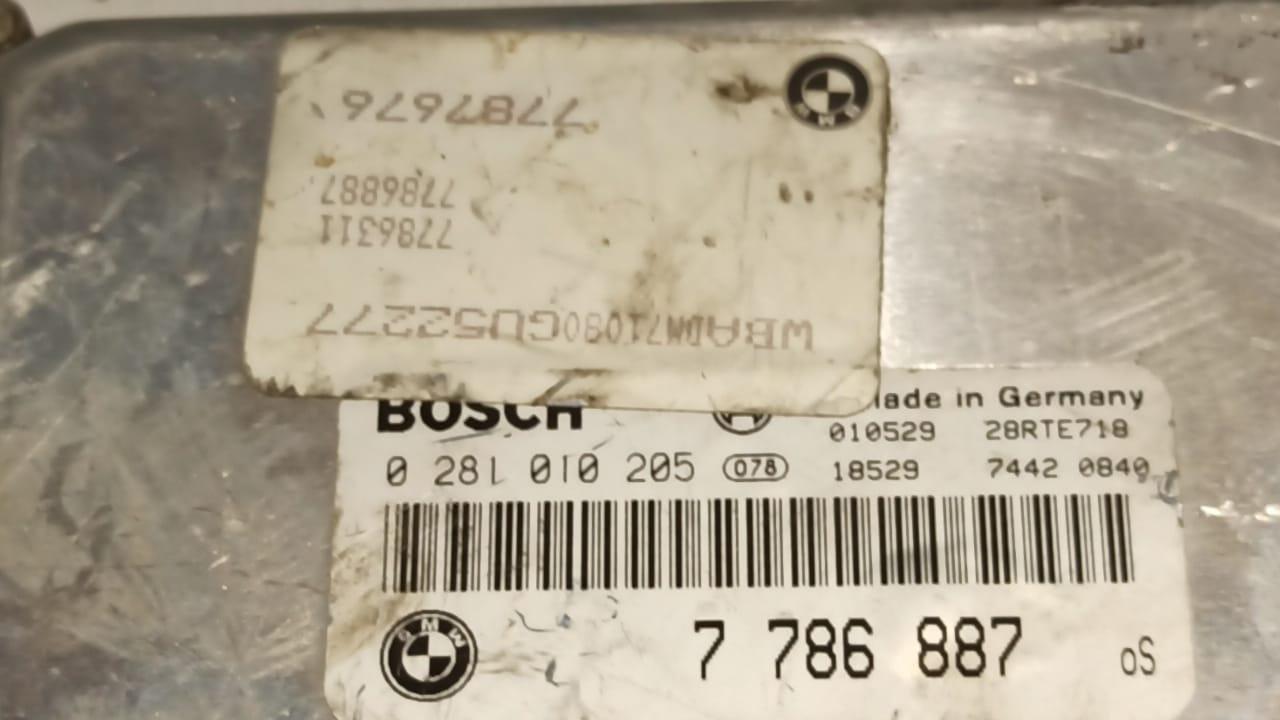 7787676
7786887
7786311
WBADM71080GU52277
BOSCH
Made in Germany
010529 28RTE718
0 281 010 205 078 18529 7442 0840
BMW
7 786 887 oS